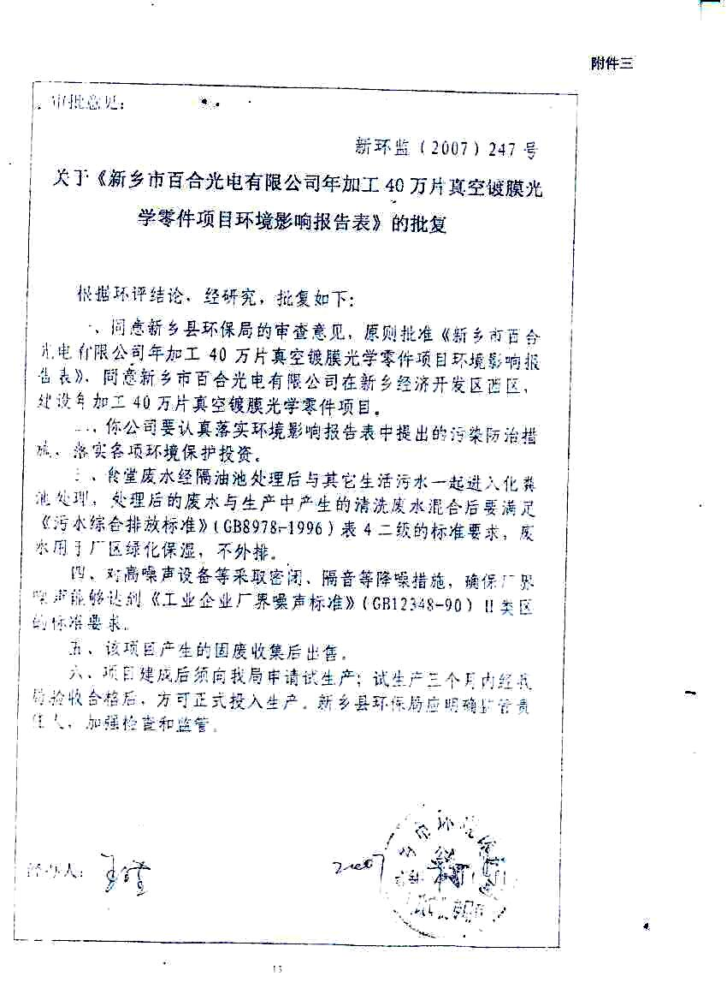 附件三
审批意见：
新环监（2007）247号
关于《新乡市百合光电有限公司年加工40万片真空镀膜光
学零件项目环境影响报告表》的批复
根据环评结论，经研究，批复如下：
一、同意新乡县环保局的审查意见，原则批准《新乡市百合
光电有限公司年加工40万片真空镀膜光学零件项目环境影响报
告表》，同意新乡市百合光电有限公司在新乡经济开发区西区，
建设年加工40万片真空镀膜光学零件项目。
二、你公司要认真落实环境影响报告表中提出的污染防治措
施，落实各项环境保护投资。
三、食堂废水经隔油池处理后与其它生活污水一起进入化粪
池处理，处理后的废水与生产中产生的清洗废水混合后要满足
《污水综合排放标准》（GB8978-1996）表4二级的标准要求，废
水用于厂区绿化保湿，不外排。
四、对高噪声设备等采取密闭、隔音等降噪措施，确保厂界
噪声能够达到《工业企业厂界噪声标准》（GB12348-90）Ⅱ类区
的标准要求。
五、该项目产生的固废收集后出售。
六、项目建成后须向我局申请试生产；试生产三个月内经我
局验收合格后，方可正式投入生产。新乡县环保局应明确监管责
任人，加强检查和监管。
经办人：
2007
13